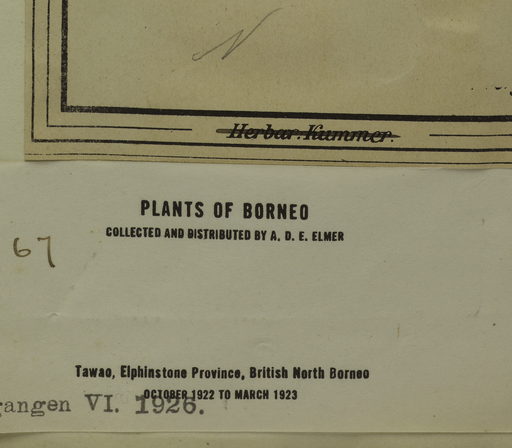 N
Herbar. Kummer.
PLANTS OF BORNEO
COLLECTED AND DISTRIBUTED BY A. D. E. ELMER
67
Tawao, Elphinstone Province, British North Borneo
OCTOBER 1922 TO MARCH 1923
gangen VI. 1926.